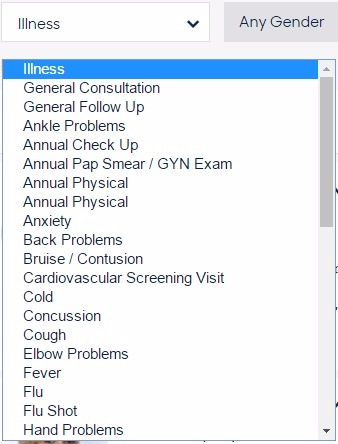 Illness
Any Gender
Illness
General Consultation
General Follow Up
Ankle Problems
Annual Check Up
Annual Pap Smear / GYN Exam
Annual Physical
Annual Physical
Anxiety
Back Problems
Bruise / Contusion
Cardiovascular Screening Visit
Cold
Concussion
Cough
Elbow Problems
Fever
Flu
Flu Shot
Hand Problems